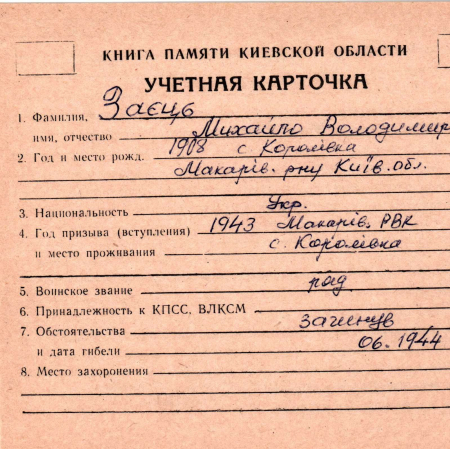 КНИГА ПАМЯТИ КИЕВСКОЙ ОБЛАСТИ
УЧЕТНАЯ КАРТОЧКА
1. Фамилия, Заєць
имя, отчество Михайло Володимир
2. Год и место рожд. 1908 с Королівка
Макарів. рну Київ. обл.
3. Национальность Укр.
4. Год призыва (вступления) 1943 Макарів. РВК
и место проживания с. Королівка
5. Воинское звание ряд
6. Принадлежность к КПСС, ВЛКСМ
7. Обстоятельства загинув
и дата гибели 06.1944
8. Место захоронения